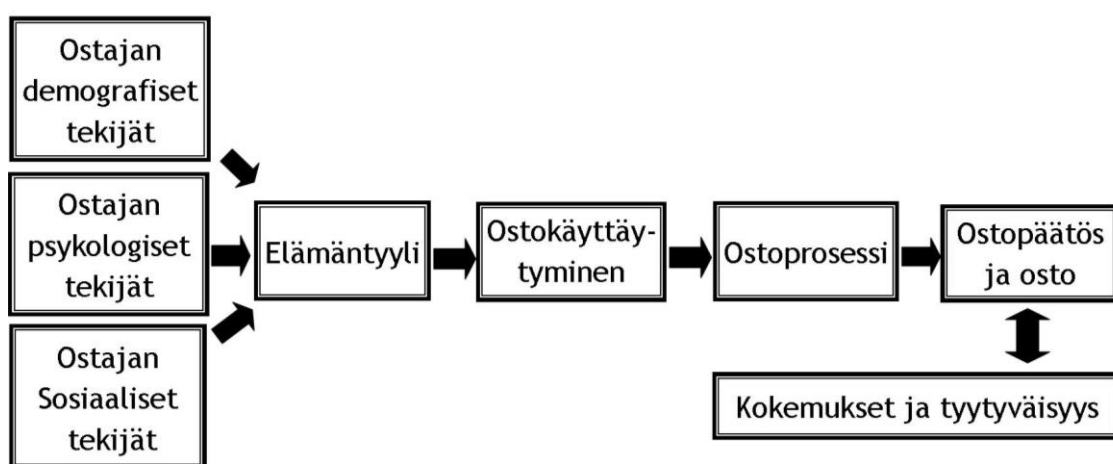 Ostajan
demografiset
tekijät
Ostajan
psykologiset
tekijät
Ostajan
Sosiaaliset
tekijät
Elämäntyyli
Ostokäyttäy-
tyminen
Ostoprosessi
Ostopäätös
ja osto
Kokemukset ja tyytyväisyys